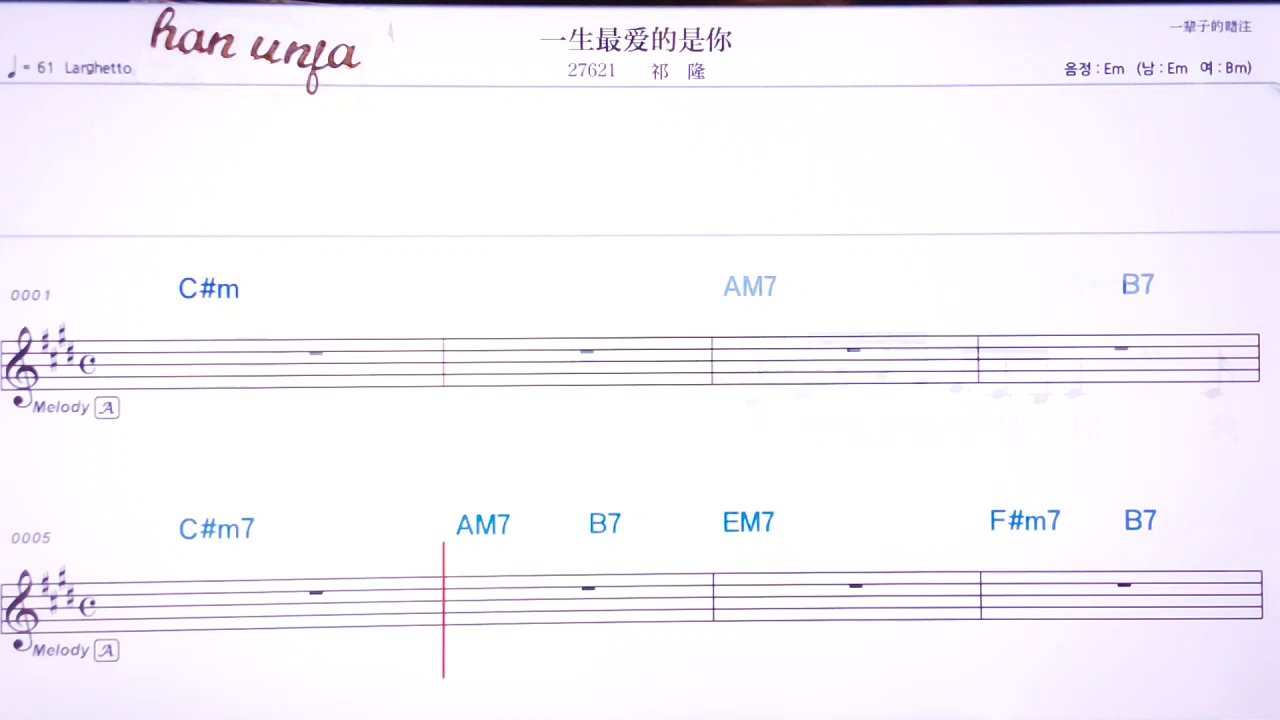 han unfa
一生最爱的是你
一辈子的赌注
♩= 61 Larghetto
27621 祁 隆
음정 : Em (남 : Em 여 : Bm)
C#m AM7 B7
0001
Melody A
C#m7 AM7 B7 EM7 F#m7 B7
0005
Melody A